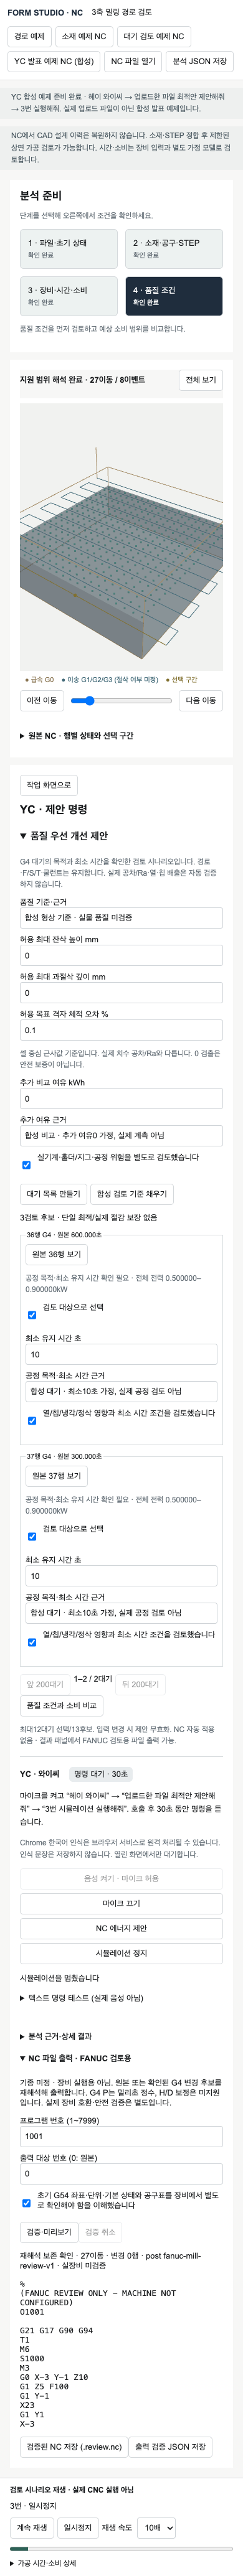 FORM STUDIO · NC 3축 밀링 경로 검토
경로 예제
소재 예제 NC
대기 검토 예제 NC
YC 발표 예제 NC (합성)
NC 파일 열기
분석 JSON 저장
YC 합성 예제 준비 완료 · 헤이 와이씨 → 업로드한 파일 최적안 제안해줘
→ 3번 실행해줘. 실제 업로드 파일이 아닌 합성 발표 예제입니다.
NC에서 CAD 설계 이력은 복원하지 않습니다. 소재·STEP 정합 후 제한된
상면 가공 검토가 가능합니다. 시간·소비는 장비 입력과 별도 가정 모델로 검
토합니다.
분석 준비
단계를 선택해 오른쪽에서 조건을 확인하세요.
1 · 파일·초기 상태
확인 완료
2 · 소재·공구·STEP
확인 완료
3 · 장비·시간·소비
확인 완료
4 · 품질 조건
확인 완료
품질 조건을 먼저 검토하고 예상 소비 범위를 비교합니다.
지원 범위 해석 완료 · 27이동 / 8이벤트
전체 보기
● 급속 G0 ● 이송 G1/G2/G3 (절삭 여부 미정) ● 선택 구간
이전 이동
다음 이동
▶ 원본 NC · 행별 상태와 선택 구간
작업 화면으로
YC · 제안 명령
▼ 품질 우선 개선 제안
G4 대기의 목적과 최소 시간을 확인한 검토 시나리오입니다. 경로
·F/S/T·쿨런트는 유지합니다. 실제 공차/Ra·열·칩 배출은 자동 검증
하지 않습니다.
품질 기준·근거
합성 형상 기준 · 실물 품질 미검증
허용 최대 잔삭 높이 mm
0
허용 최대 과절삭 깊이 mm
0
허용 목표 격자 체적 오차 %
0.1
셀 중심 근사값 기준입니다. 실제 치수 공차/Ra와 다릅니다. 0 검출은
안전 보증이 아닙니다.
추가 비교 여유 kWh
0
추가 여유 근거
합성 비교 · 추가 여유0 가정, 실제 계측 아님
실기계·홀더/지그·공정 위험을 별도로 검토했습니다
대기 목록 만들기
합성 검토 기준 채우기
3검토 후보 · 단일 최적/실제 절감 보장 없음
36행 G4 · 원본 600.000초
원본 36행 보기
공정 목적·최소 유지 시간 확인 필요 · 전체 전력 0.500000–
0.900000kW
검토 대상으로 선택
최소 유지 시간 초
10
공정 목적·최소 시간 근거
합성 대기 · 최소10초 가정, 실제 공정 검토 아님
열/칩/냉각/정삭 영향과 최소 시간 조건을 검토했습니다
37행 G4 · 원본 300.000초
원본 37행 보기
공정 목적·최소 유지 시간 확인 필요 · 전체 전력 0.500000–
0.900000kW
검토 대상으로 선택
최소 유지 시간 초
10
공정 목적·최소 시간 근거
합성 대기 · 최소10초 가정, 실제 공정 검토 아님
열/칩/냉각/정삭 영향과 최소 시간 조건을 검토했습니다
앞 200대기
1–2 / 2대기
뒤 200대기
품질 조건과 소비 비교
최대12대기 선택/13후보. 입력 변경 시 제안 무효화. NC 자동 적용
없음 · 결과 패널에서 FANUC 검토용 파일 출력 가능.
YC · 와이씨
명령 대기 · 30초
마이크를 켜고 “헤이 와이씨” → “입로드한 파일 최적안 제안해
줘” → “3번 시뮬레이션 실행해줘”. 호출 후 30초 동안 명령을 듣
습니다.
Chrome 한국어 인식은 브라우저 서비스로 원격 처리될 수 있습니다.
인식 문장은 저장하지 않습니다. 열린 화면에서만 대기합니다.
음성 켜기 · 마이크 허용
마이크 끄기
NC 에너지 제안
시뮬레이션 정지
시뮬레이션을 멈췄습니다
▶ 텍스트 명령 테스트 (실제 음성 아님)
▶ 분석 근거·상세 결과
▼ NC 파일 출력 · FANUC 검토용
기종 미정 · 장비 실행용 아님. 원본 또는 확인된 G4 변경 후보를
재해석해 출력합니다. G4 P는 밀리초 정수, H/D 보정은 미지원
입니다. 실제 장비 호환·안전 검증은 별도입니다.
프로그램 번호 (1~7999)
1001
출력 대상 번호 (0: 원본)
0
초기 G54 좌표·단위·기본 상태와 공구표를 장비에서 별도
로 확인해야 함을 이해했습니다
검증·미리보기
검증 취소
재해석 보존 확인 · 27이동 · 변경 0행 · post fanuc-mill-
review-v1 · 실장비 미검증
%
(FANUC REVIEW ONLY - MACHINE NOT
CONFIGURED)
O1001
G21 G17 G90 G94
T1
M6
S1000
M3
G0 X-3 Y-1 Z10
G1 Z5 F100
G1 Y-1
X23
G1 Y1
X-3
검증된 NC 저장 (.review.nc)
출력 검증 JSON 저장
검토 시나리오 재생 · 실제 CNC 실행 아님
3번 · 일시정지
계속 재생
일시정지
재생 속도
10배
▶ 가공 시간·소비 상세